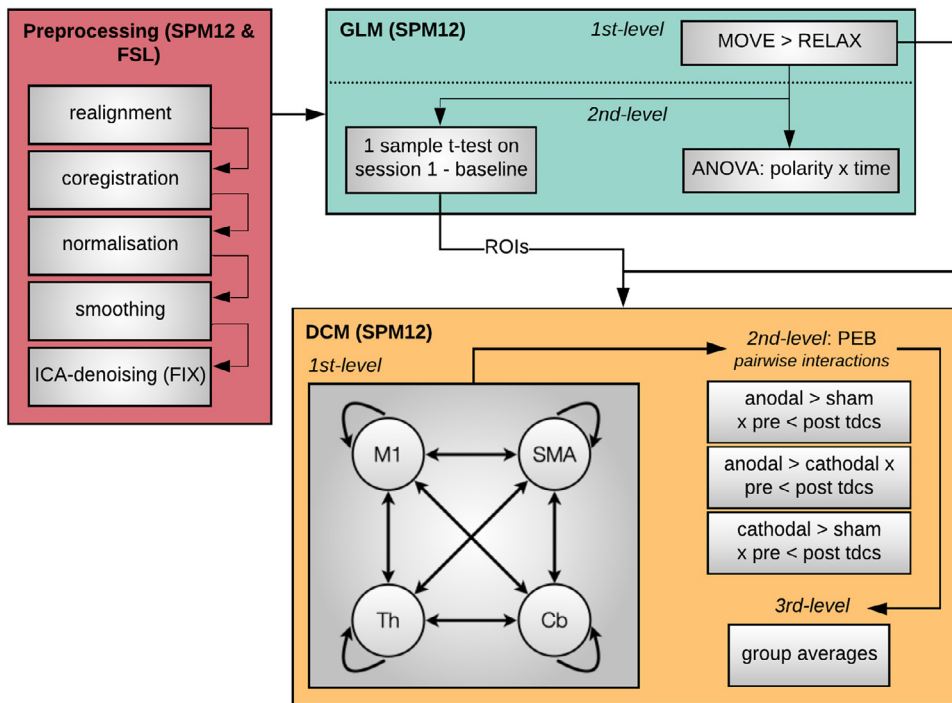 Preprocessing (SPM12 &
FSL)
realignment
coregistration
normalisation
smoothing
ICA-denoising (FIX)
GLM (SPM12)
1st-level
MOVE > RELAX
2nd-level
1 sample t-test on
session 1 - baseline
ANOVA: polarity x time
ROIs
DCM (SPM12)
1st-level
M1
SMA
Th
Cb
2nd-level: PEB
pairwise interactions
anodal > sham
x pre < post tdcs
anodal > cathodal x
pre < post tdcs
cathodal > sham
x pre < post tdcs
3rd-level
group averages